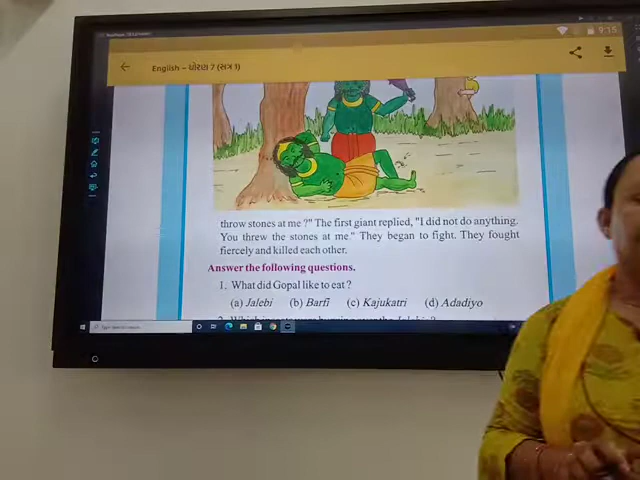 9:15
English - ધોરણ 7 (સત્ર 1)
throw stones at me ?" The first giant replied, "I did not do anything.
You threw the stones at me." They began to fight. They fought
fiercely and killed each other.
Answer the following questions.
1. What did Gopal like to eat ?
(a) Jalebi (b) Barfi (c) Kajukatri (d) Adadiyo